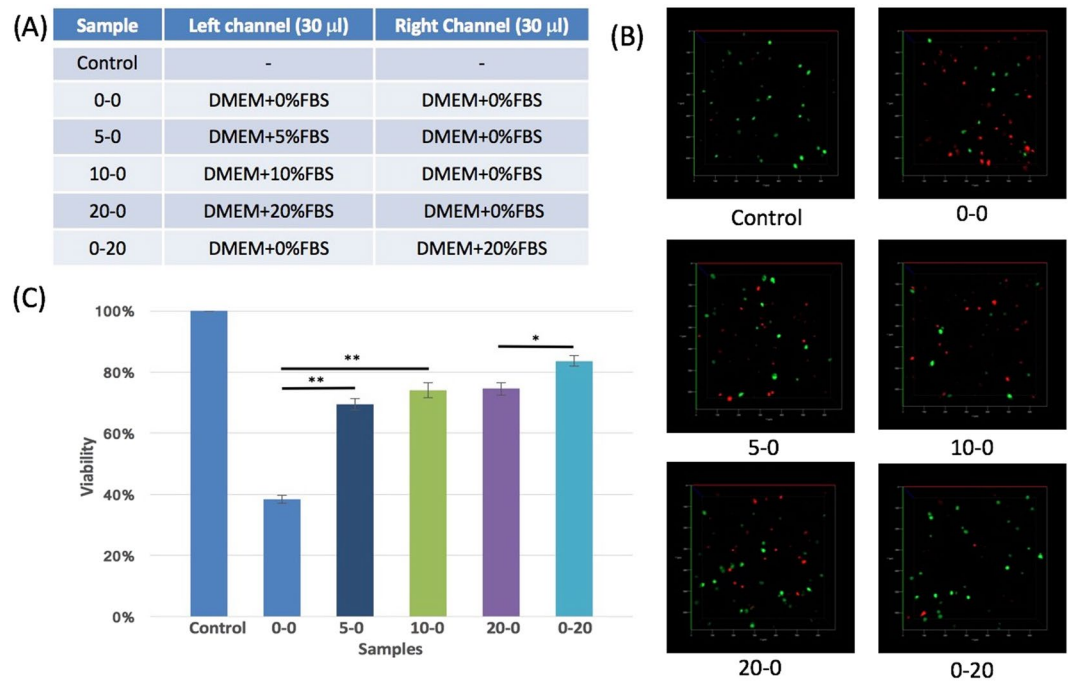 (A)
Sample Left channel (30 μl) Right Channel (30 μl)
Control - -
0-0 DMEM+0%FBS DMEM+0%FBS
5-0 DMEM+5%FBS DMEM+0%FBS
10-0 DMEM+10%FBS DMEM+0%FBS
20-0 DMEM+20%FBS DMEM+0%FBS
0-20 DMEM+0%FBS DMEM+20%FBS
(B)
Control
0-0
5-0
10-0
20-0
0-20
(C)
Viability
100%
80%
60%
40%
20%
0%
**
**
*
Control 0-0 5-0 10-0 20-0 0-20
Samples